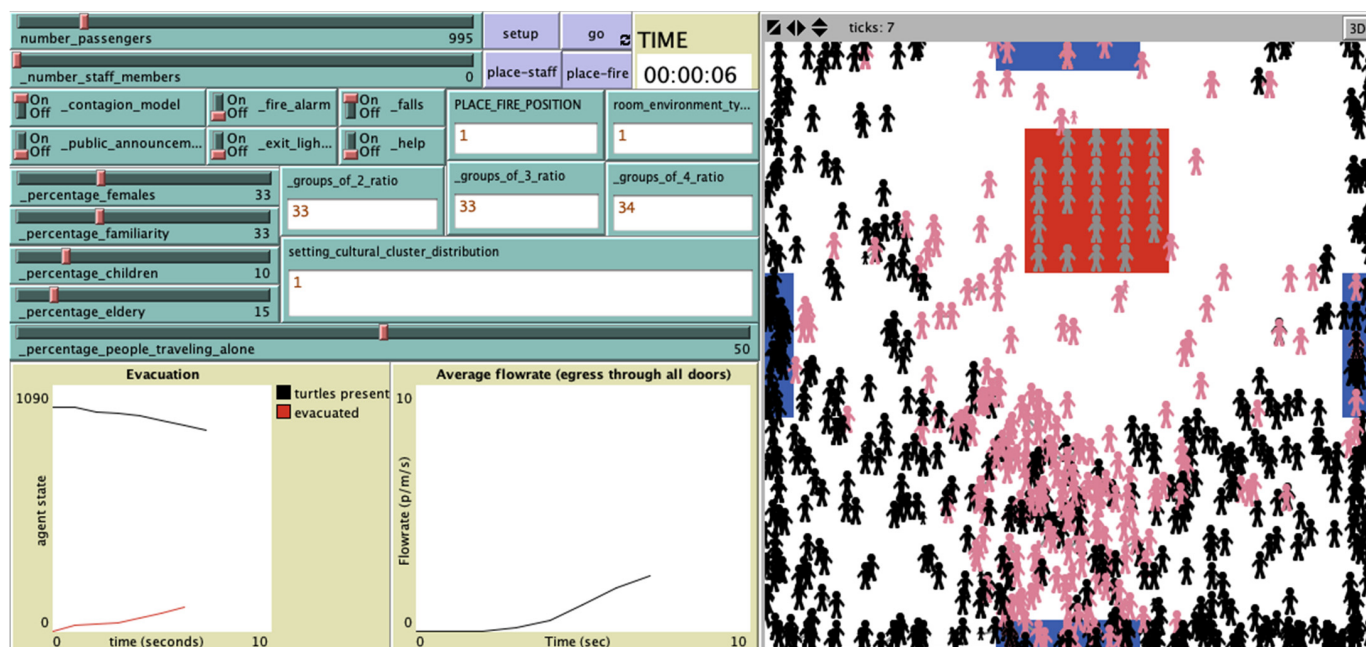 number_passengers 995
setup
go
TIME
00:00:06
ticks: 7
3D
_number_staff_members 0
place-staff
place-fire
On
Off
_contagion_model
On
Off
_fire_alarm
On
Off
_falls
PLACE_FIRE_POSITION
1
room_environment_ty...
1
On
Off
_public_announcem...
On
Off
_exit_ligh...
On
Off
_help
_percentage_females 33
_groups_of_2_ratio
33
_groups_of_3_ratio
33
_groups_of_4_ratio
34
_percentage_familiarity 33
_percentage_children 10
setting_cultural_cluster_distribution
1
_percentage_eldery 15
_percentage_people_traveling_alone 50
Evacuation
1090
agent state
0
0
time (seconds)
10
turtles present
evacuated
Average flowrate (egress through all doors)
10
Flowrate (p/m/s)
0
0
Time (sec)
10